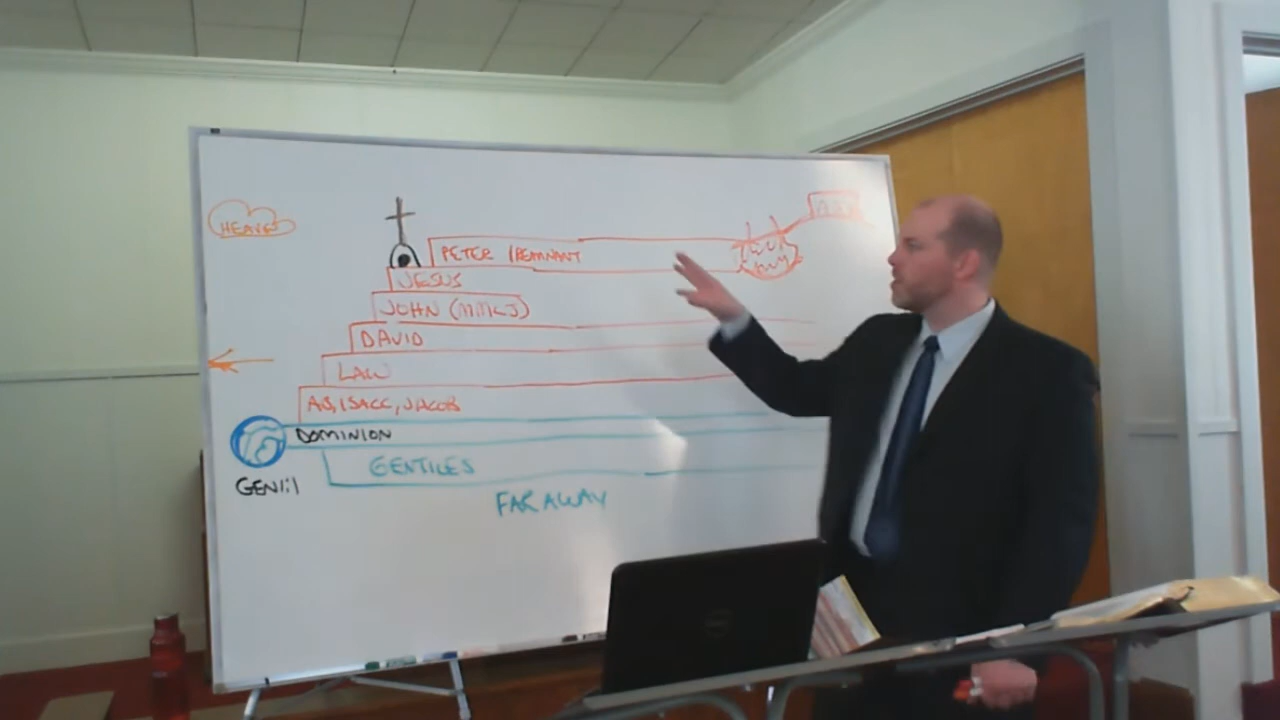 HEAVEN
PETER / REMNANT
JESUS
JOHN (MMLJ)
DAVID
LAW
AB, ISACC, JACOB
DOMINION
GENTILES
GEN 1:1
FAR AWAY